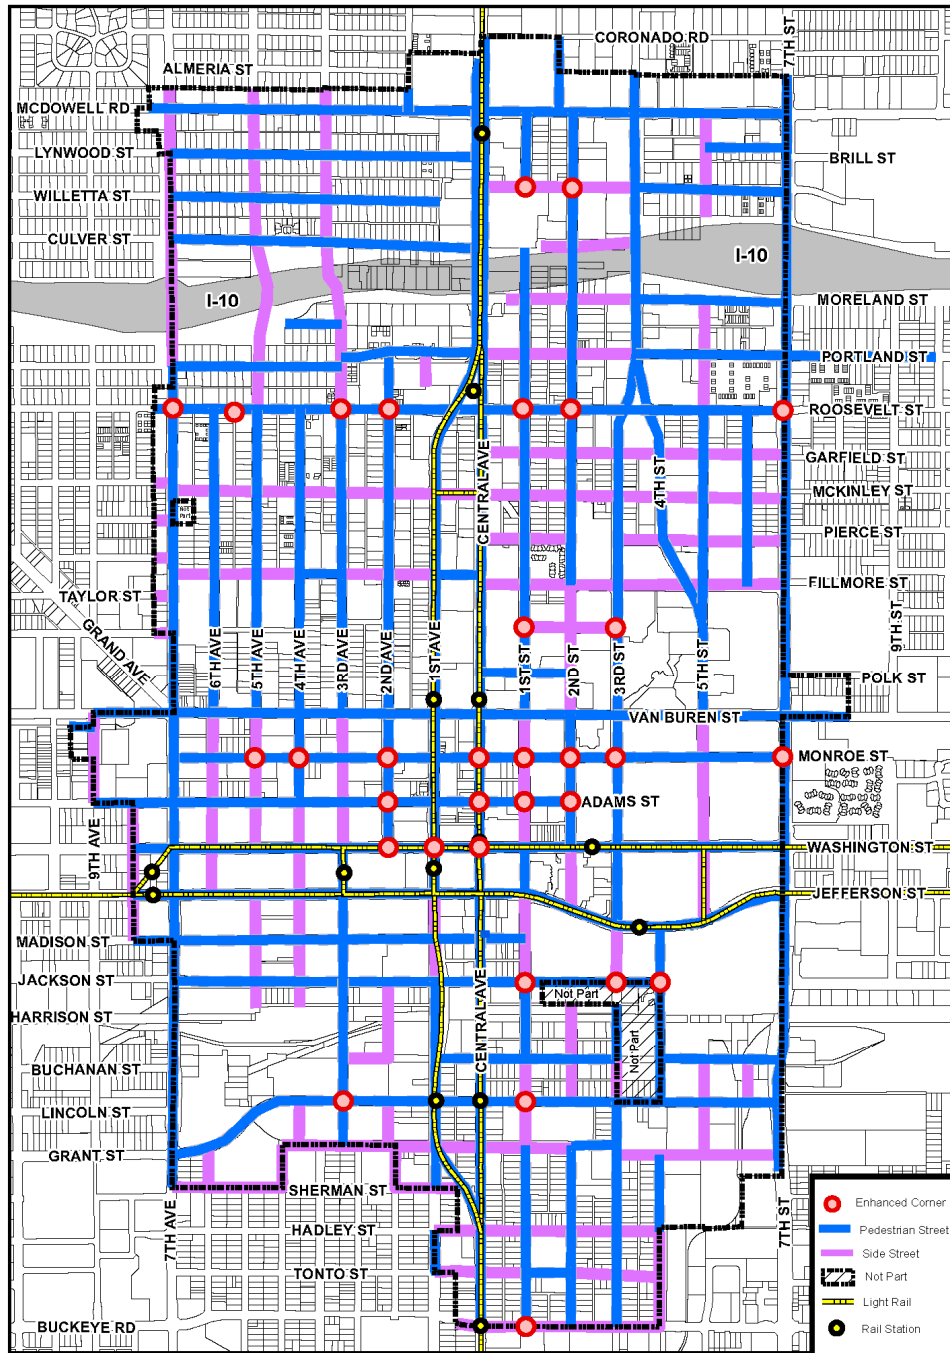 CORONADO RD
7TH ST
ALMERIA ST
MCDOWELL RD
LYNWOOD ST
BRILL ST
WILLETTA ST
CULVER ST
I-10
I-10
MORELAND ST
PORTLAND ST
ROOSEVELT ST
CENTRAL AVE
4TH ST
GARFIELD ST
MCKINLEY ST
Not
Part
PIERCE ST
FILLMORE ST
TAYLOR ST
GRAND AVE
9TH ST
6TH AVE
5TH AVE
4TH AVE
3RD AVE
2ND AVE
1ST AVE
1ST ST
2ND ST
3RD ST
5TH ST
POLK ST
VAN BUREN ST
MONROE ST
ADAMS ST
9TH AVE
WASHINGTON ST
JEFFERSON ST
MADISON ST
JACKSON ST
CENTRAL AVE
Not Part
HARRISON ST
Not Part
BUCHANAN ST
LINCOLN ST
GRANT ST
SHERMAN ST
7TH AVE
7TH ST
HADLEY ST
TONTO ST
BUCKEYE RD
Enhanced Corner
Pedestrian Street
Side Street
Not Part
Light Rail
Rail Station